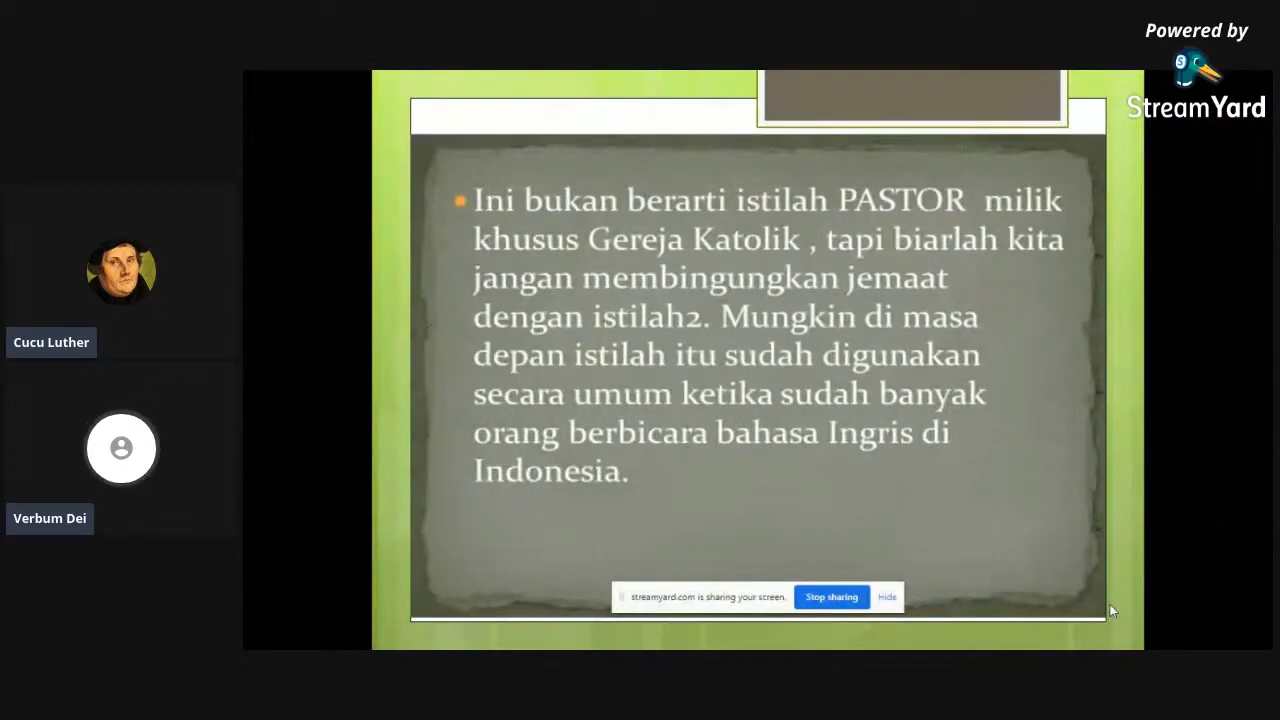 Powered by
StreamYard
Ini bukan berarti istilah PASTOR milik
khusus Gereja Katolik , tapi biarlah kita
jangan membingungkan jemaat
dengan istilah2. Mungkin di masa
depan istilah itu sudah digunakan
secara umum ketika sudah banyak
orang berbicara bahasa Ingris di
Indonesia.
Cucu Luther
Verbum Dei
streamyard.com is sharing your screen.
Stop sharing
Hide